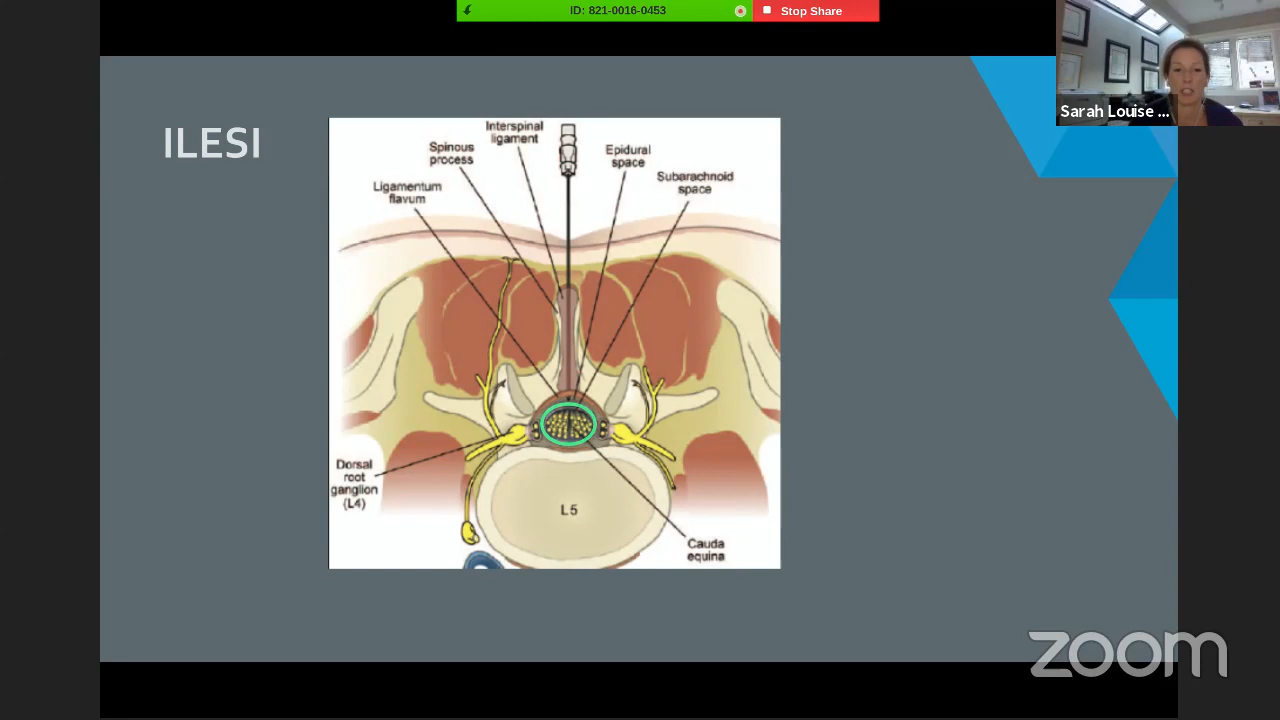 ID: 821-0016-0453
Stop Share
Sarah Louise ...
ILESI
Interspinal
ligament
Spinous
process
Epidural
space
Subarachnoid
space
Ligamentum
flavum
Dorsal
root
ganglion
(L4)
L5
Cauda
equina
zoom